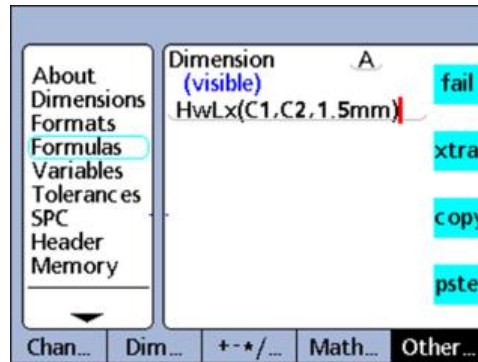 About
Dimensions
Formats
Formulas
Variables
Tolerances
SPC
Header
Memory
Dimension A
(visible)
HwLx(C1,C2,1.5mm)
fail
xtra
copy
pste
Chan...
Dim...
+-*/...
Math...
Other...